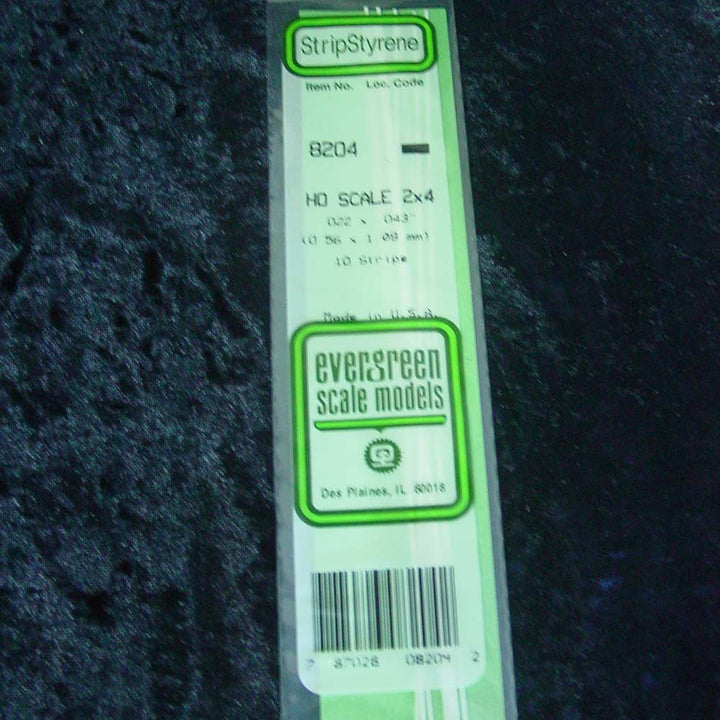 StripStyrene
Item No. Loc. Code
8204
HO SCALE 2x4
.022 x .043"
(0.56 x 1.09 mm)
10 Strips
Made in U.S.A.
evergreen
scale models
Des Plaines, IL 60018
7 87026 08204 2